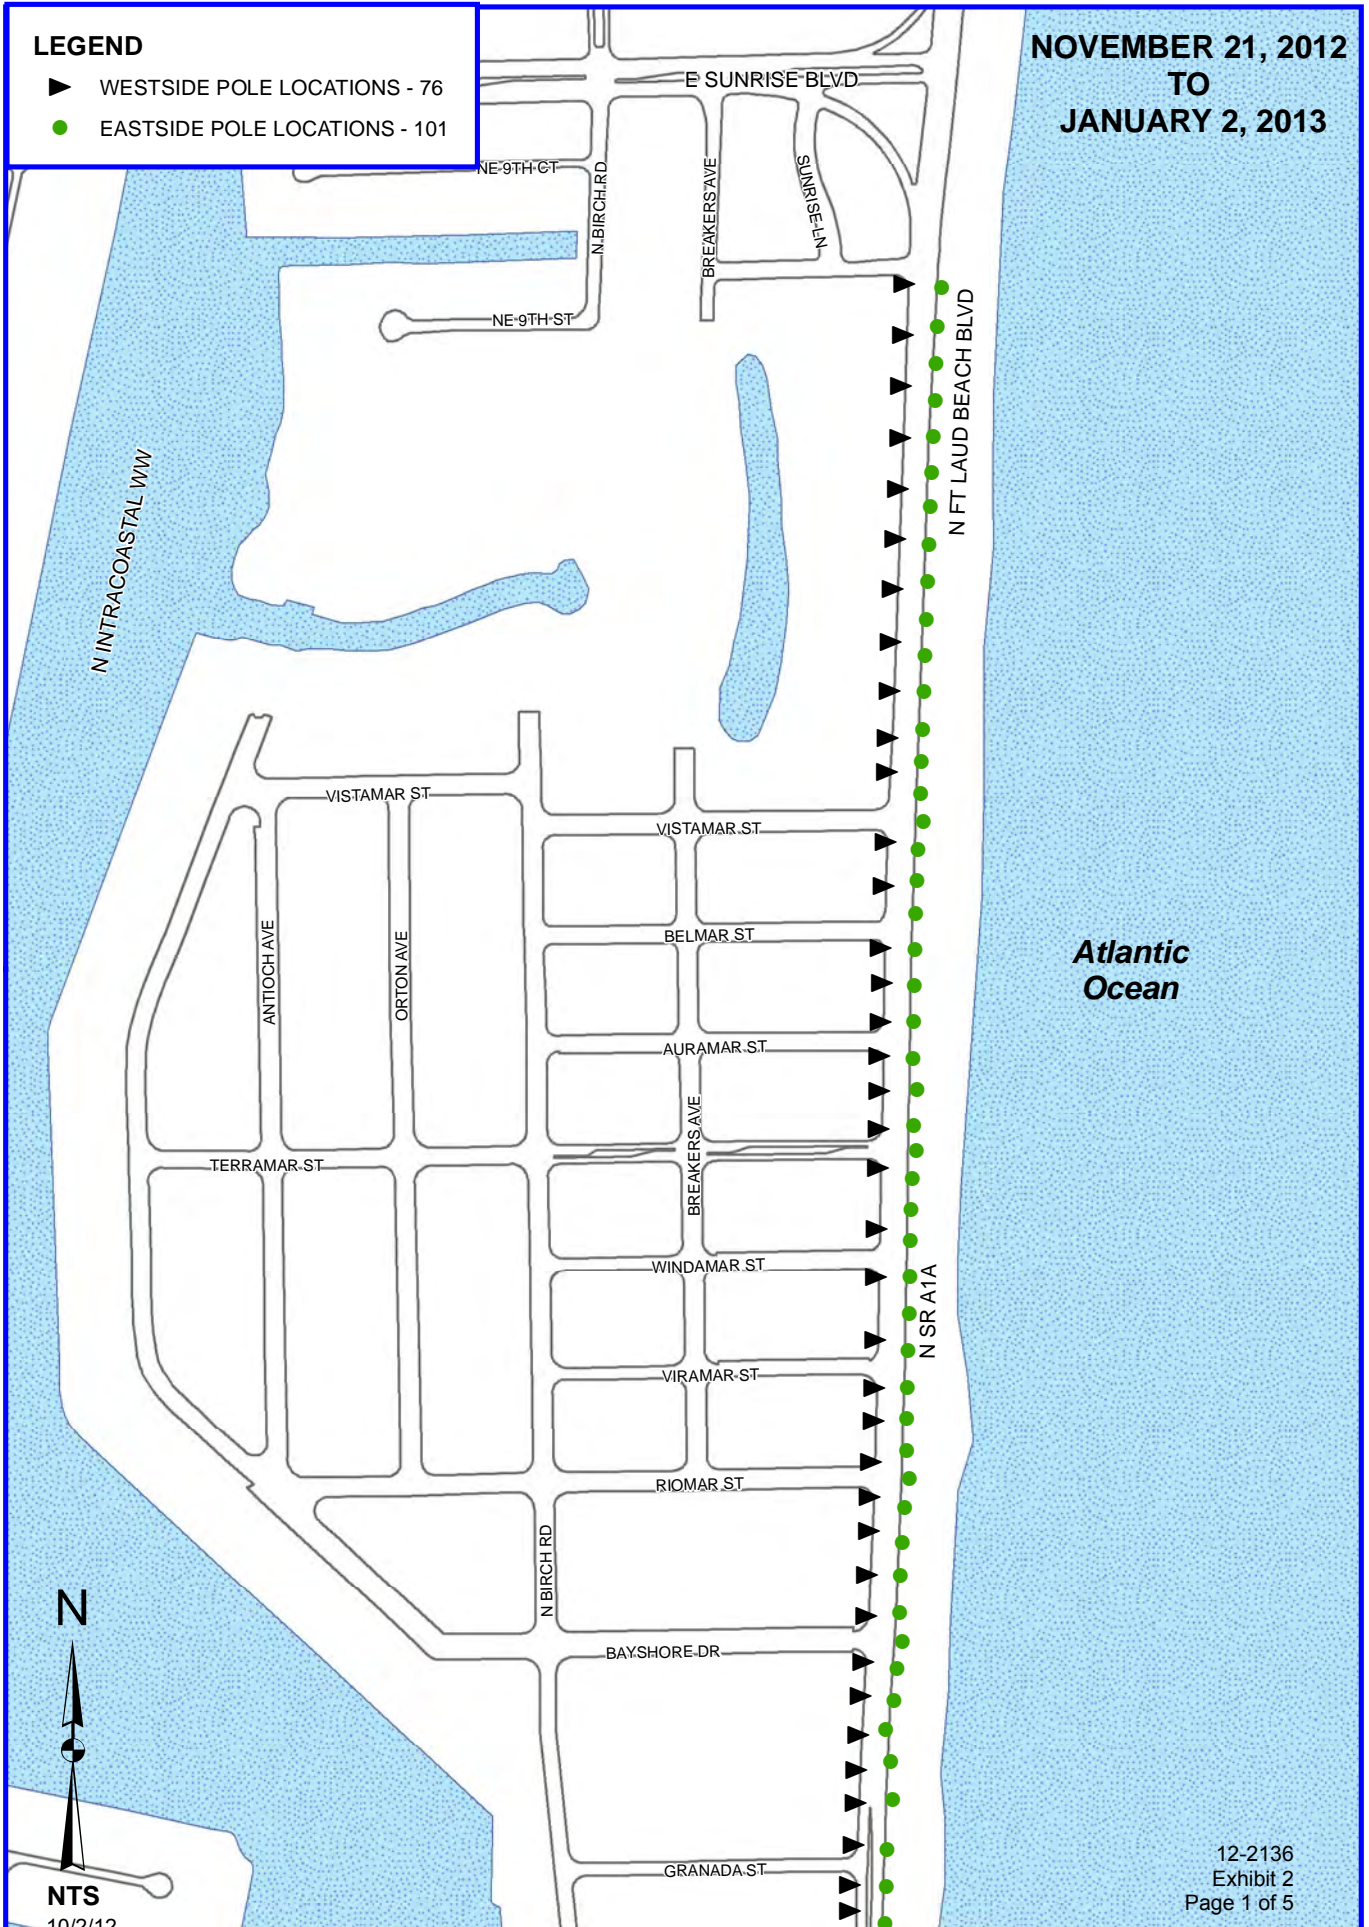 LEGEND
WESTSIDE POLE LOCATIONS - 76
EASTSIDE POLE LOCATIONS - 101
NOVEMBER 21, 2012
TO
JANUARY 2, 2013
E SUNRISE BLVD
NE 9TH CT
N BIRCH RD
BREAKERS AVE
SUNRISE LN
NE 9TH ST
N FT LAUD BEACH BLVD
N INTRACOASTAL WW
VISTAMAR ST
VISTAMAR ST
ANTIOCH AVE
ORTON AVE
BELMAR ST
Atlantic
Ocean
AURAMAR ST
BREAKERS AVE
TERRAMAR ST
WINDAMAR ST
N SR A1A
VIRAMAR ST
RIOMAR ST
N BIRCH RD
N
BAYSHORE DR
GRANADA ST
NTS
10/2/12
12-2136
Exhibit 2
Page 1 of 5